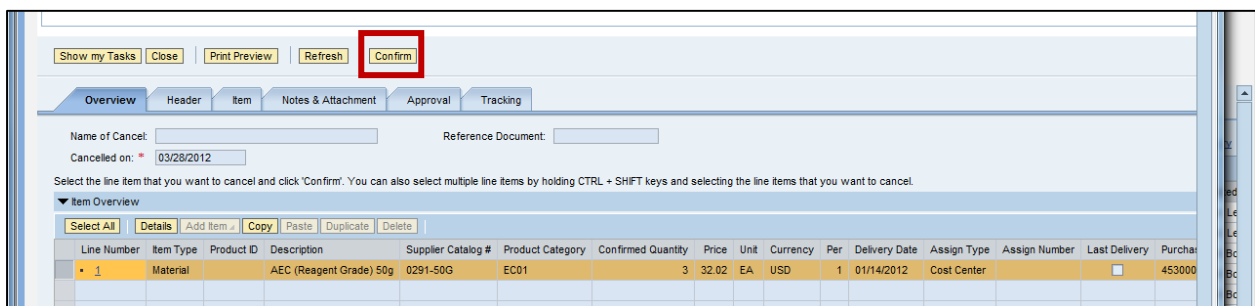 Show my Tasks Close Print Preview Refresh Confirm
Overview Header Item Notes & Attachment Approval Tracking
Name of Cancel: Reference Document:
Cancelled on: * 03/28/2012
Select the line item that you want to cancel and click 'Confirm'. You can also select multiple line items by holding CTRL + SHIFT keys and selecting the line items that you want to cancel.
Item Overview
Select All Details Add Item Copy Paste Duplicate Delete
Line Number Item Type Product ID Description Supplier Catalog # Product Category Confirmed Quantity Price Unit Currency Per Delivery Date Assign Type Assign Number Last Delivery Purchas
1 Material AEC (Reagent Grade) 50g 0291-50G EC01 3 32.02 EA USD 1 01/14/2012 Cost Center 453000